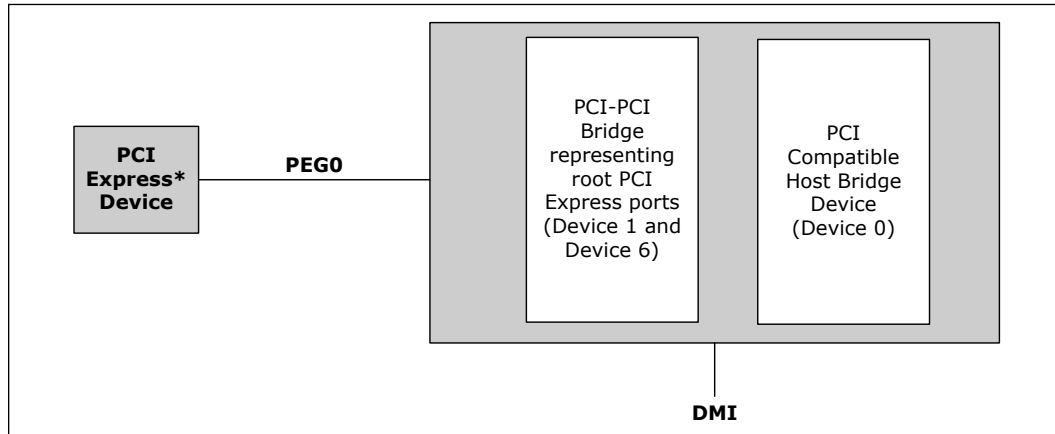 PCI
Express*
Device
PEG0
PCI-PCI
Bridge
representing
root PCI
Express ports
(Device 1 and
Device 6)
PCI
Compatible
Host Bridge
Device
(Device 0)
DMI